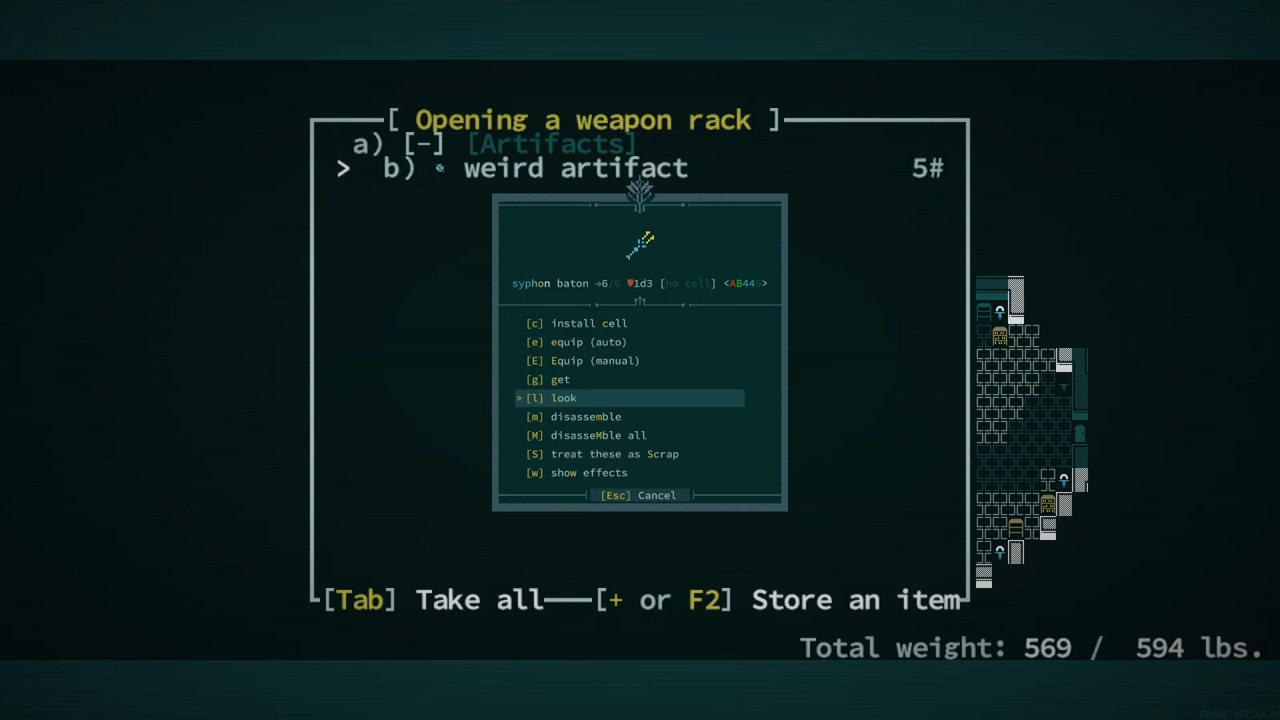 [ Opening a weapon rack ]
a) [-] [Artifacts]
> b) weird artifact 5#
syphon baton →6/6 ♥1d3 [no cell] <AB445>
[c] install cell
[e] equip (auto)
[E] Equip (manual)
[g] get
>[l] look
[m] disassemble
[M] disasseMble all
[S] treat these as Scrap
[w] show effects
[Esc] Cancel
[Tab] Take all [+ or F2] Store an item
Total weight: 569 / 594 lbs.